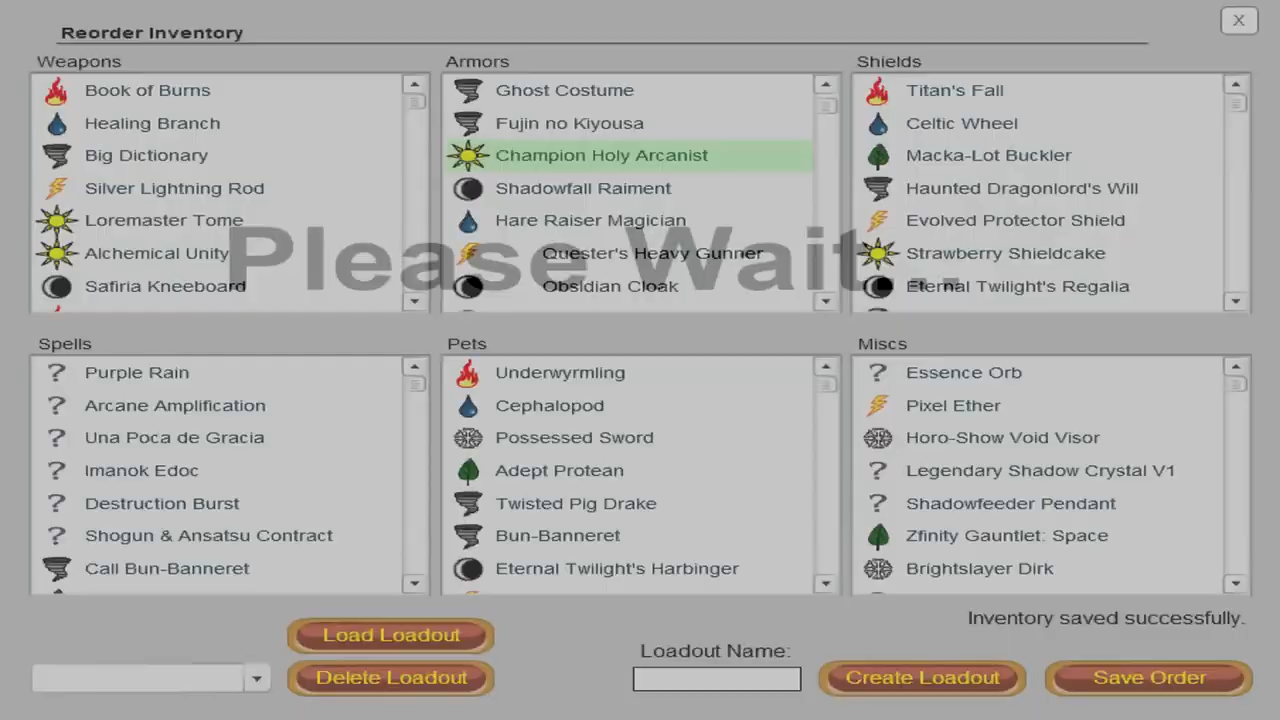 Reorder Inventory
X
Weapons
Book of Burns
Healing Branch
Big Dictionary
Silver Lightning Rod
Loremaster Tome
Alchemical Unity
Safiria Kneeboard
Armors
Ghost Costume
Fujin no Kiyousa
Champion Holy Arcanist
Shadowfall Raiment
Hare Raiser Magician
Quester's Heavy Gunner
Obsidian Cloak
Shields
Titan's Fall
Celtic Wheel
Macka-Lot Buckler
Haunted Dragonlord's Will
Evolved Protector Shield
Strawberry Shieldcake
Eternal Twilight's Regalia
Please Wait...
Spells
? Purple Rain
? Arcane Amplification
? Una Poca de Gracia
? Imanok Edoc
? Destruction Burst
? Shogun & Ansatsu Contract
Call Bun-Banneret
Pets
Underwyrmling
Cephalopod
Possessed Sword
Adept Protean
Twisted Pig Drake
Bun-Banneret
Eternal Twilight's Harbinger
Miscs
? Essence Orb
Pixel Ether
Horo-Show Void Visor
? Legendary Shadow Crystal V1
? Shadowfeeder Pendant
Zfinity Gauntlet: Space
Brightslayer Dirk
Inventory saved successfully.
Load Loadout
Delete Loadout
Loadout Name:
Create Loadout
Save Order